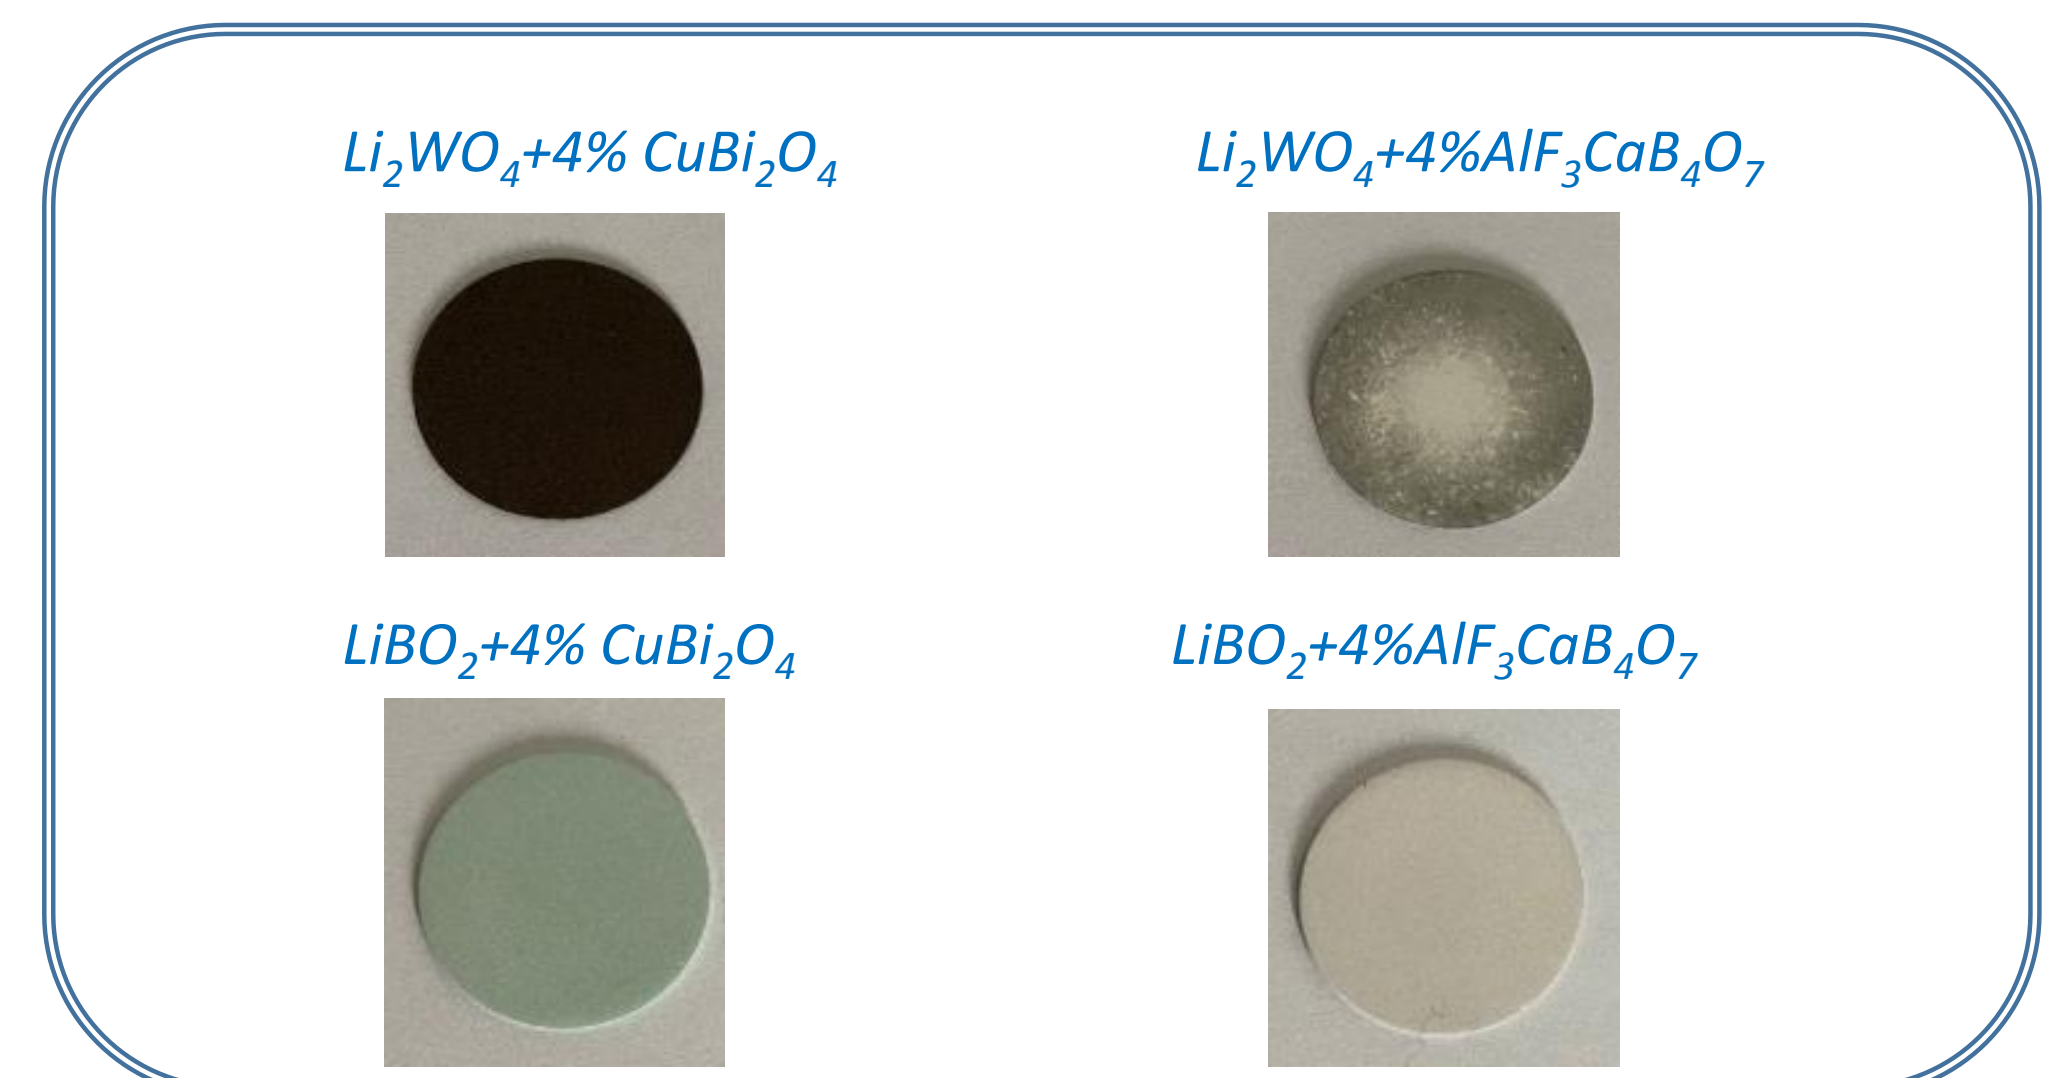 Li₂WO₄+4% CuBi₂O₄
Li₂WO₄+4%AlF₃CaB₄O₇
LiBO₂+4% CuBi₂O₄
LiBO₂+4%AlF₃CaB₄O₇